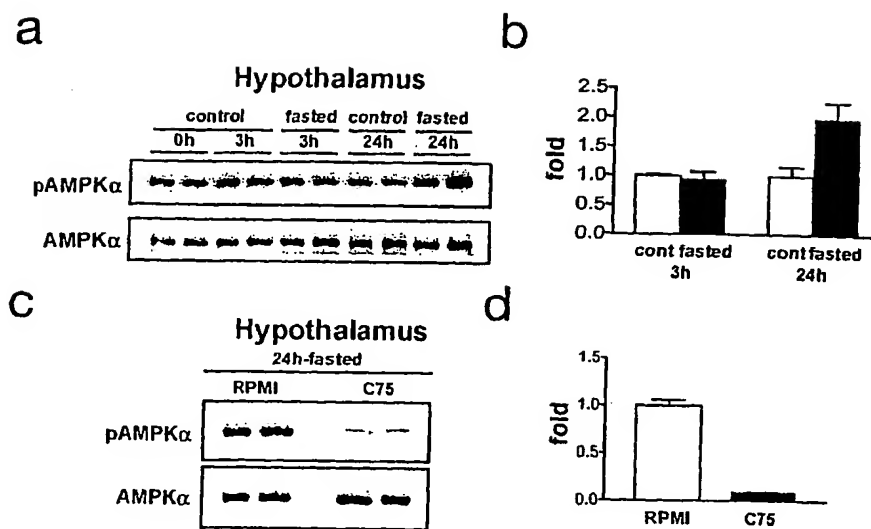 a
Hypothalamus
control fasted control fasted
0h 3h 3h 24h 24h
pAMPKα
AMPKα
b
fold
2.5
2.0
1.5
1.0
0.5
0.0
cont fasted cont fasted
3h 24h
c
Hypothalamus
24h-fasted
RPMI C75
pAMPKα
AMPKα
d
fold
1.5
1.0
0.5
0.0
RPMI C75